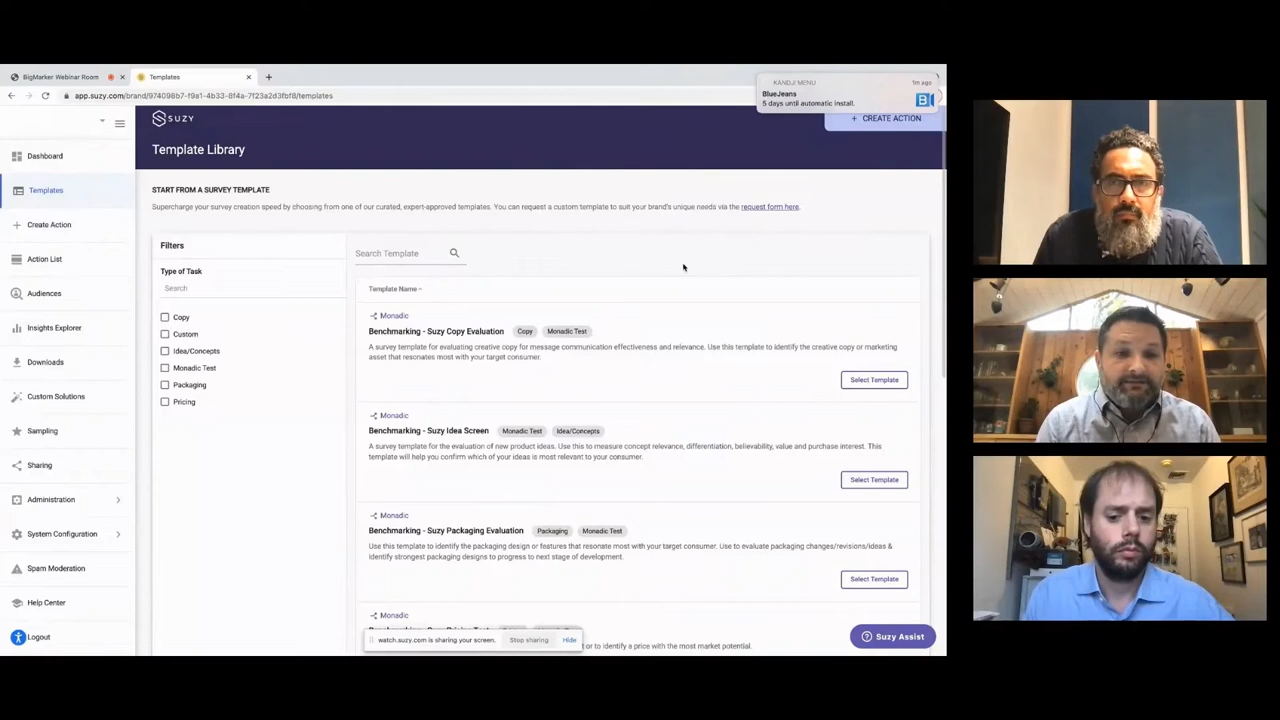 BigMarker Webinar Room
Templates
KANDJI MENU
1m ago
BlueJeans
5 days until automatic install.
app.suzy.com/brand/974098b7-f9a1-4b33-8f4a-7f23a2d3fbf8/templates
SUZY
+ CREATE ACTION
Template Library
Dashboard
Templates
Create Action
Action List
Audiences
Insights Explorer
Downloads
Custom Solutions
Sampling
Sharing
Administration
System Configuration
Spam Moderation
Help Center
Logout
START FROM A SURVEY TEMPLATE
Supercharge your survey creation speed by choosing from one of our curated, expert-approved templates. You can request a custom template to suit your brand's unique needs via the request form here.
Filters
Type of Task
Search
Copy
Custom
Idea/Concepts
Monadic Test
Packaging
Pricing
Search Template
Template Name
Monadic
Benchmarking - Suzy Copy Evaluation Copy Monadic Test
A survey template for evaluating creative copy for message communication effectiveness and relevance. Use this template to identify the creative copy or marketing
asset that resonates most with your target consumer.
Select Template
Monadic
Benchmarking - Suzy Idea Screen Monadic Test Idea/Concepts
A survey template for the evaluation of new product ideas. Use this to measure concept relevance, differentiation, believability, value and purchase interest. This
template will help you confirm which of your ideas is most relevant to your consumer.
Select Template
Monadic
Benchmarking - Suzy Packaging Evaluation Packaging Monadic Test
Use this template to identify the packaging design or features that resonate most with your target consumer. Use to evaluate packaging changes/revisions/ideas &
identify strongest packaging designs to progress to next stage of development.
Select Template
Monadic
watch.suzy.com is sharing your screen. Stop sharing Hide
t or to identify a price with the most market potential.
Suzy Assist